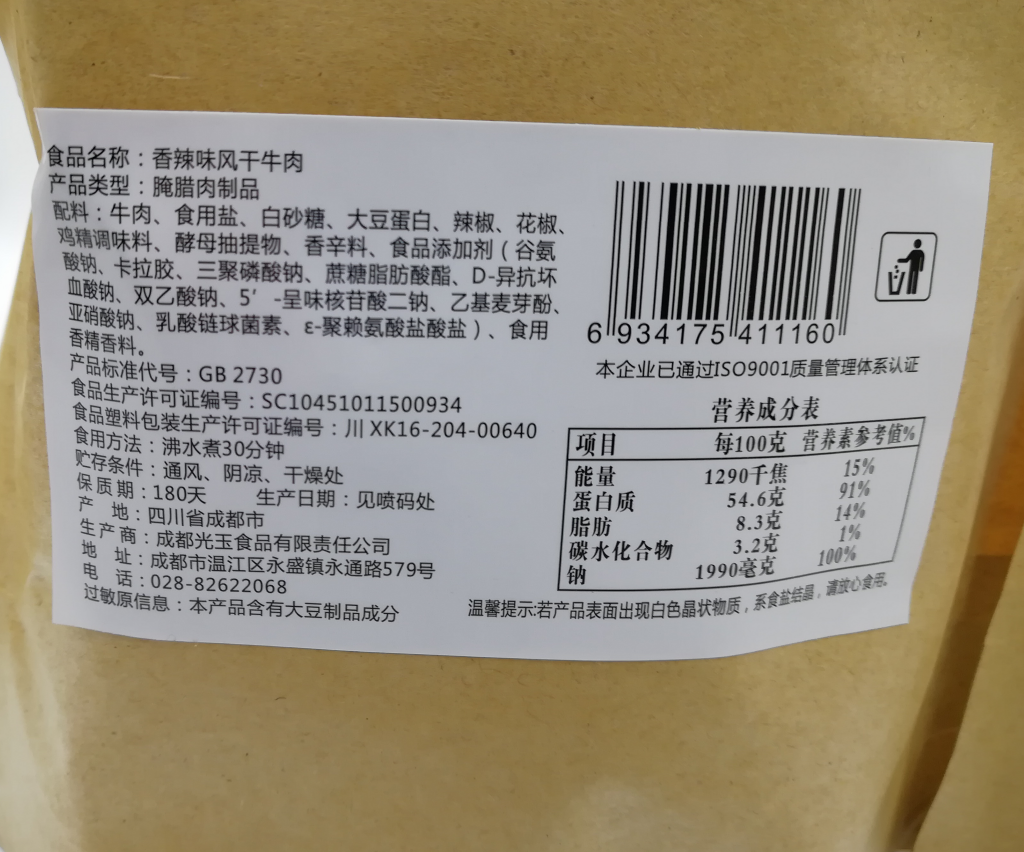 食品名称：香辣味风干牛肉
产品类型：腌腊肉制品
配料：牛肉、食用盐、白砂糖、大豆蛋白、辣椒、花椒、
鸡精调味料、酵母抽提物、香辛料、食品添加剂（谷氨
酸钠、卡拉胶、三聚磷酸钠、蔗糖脂肪酸酯、D-异抗坏
血酸钠、双乙酸钠、5′-呈味核苷酸二钠、乙基麦芽酚、
亚硝酸钠、乳酸链球菌素、ε-聚赖氨酸盐酸盐）、食用
香精香料。
产品标准代号：GB 2730
食品生产许可证编号：SC10451011500934
食品塑料包装生产许可证编号：川 XK16-204-00640
食用方法：沸水煮30分钟
贮存条件：通风、阴凉、干燥处
保质期：180天 生产日期：见喷码处
产 地：四川省成都市
生产商：成都光玉食品有限责任公司
地 址：成都市温江区永盛镇永通路579号
电 话：028-82622068
过敏原信息：本产品含有大豆制品成分
6 934175 411160
本企业已通过ISO9001质量管理体系认证
营养成分表
项目 每100克 营养素参考值%
能量 1290千焦 15%
蛋白质 54.6克 91%
脂肪 8.3克 14%
碳水化合物 3.2克 1%
钠 1990毫克 100%
温馨提示:若产品表面出现白色晶状物质，系食盐结晶，请放心食用。